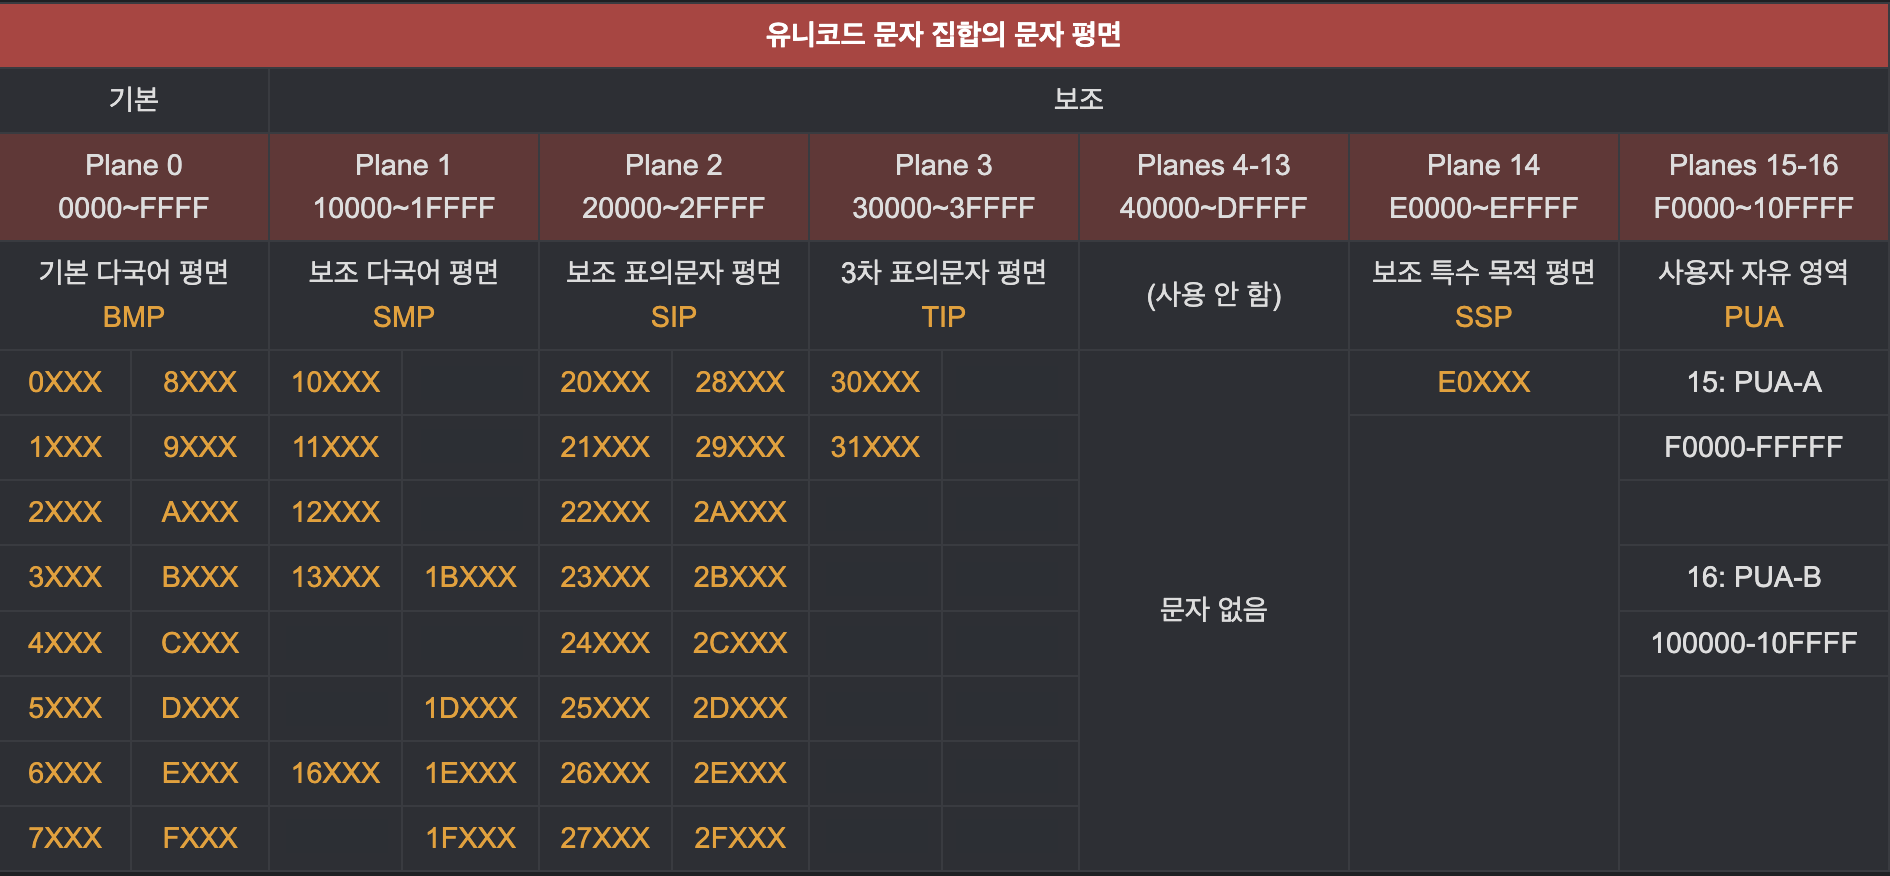 유니코드 문자 집합의 문자 평면
기본 보조
Plane 0 Plane 1 Plane 2 Plane 3 Planes 4-13 Plane 14 Planes 15-16
0000~FFFF 10000~1FFFF 20000~2FFFF 30000~3FFFF 40000~DFFFF E0000~EFFFF F0000~10FFFF
기본 다국어 평면 보조 다국어 평면 보조 표의문자 평면 3차 표의문자 평면 (사용 안 함) 보조 특수 목적 평면 사용자 자유 영역
BMP SMP SIP TIP SSP PUA
0XXX 8XXX 10XXX 20XXX 28XXX 30XXX E0XXX 15: PUA-A
1XXX 9XXX 11XXX 21XXX 29XXX 31XXX F0000-FFFFF
2XXX AXXX 12XXX 22XXX 2AXXX
3XXX BXXX 13XXX 1BXXX 23XXX 2BXXX 16: PUA-B
문자 없음
4XXX CXXX 24XXX 2CXXX 100000-10FFFF
5XXX DXXX 1DXXX 25XXX 2DXXX
6XXX EXXX 16XXX 1EXXX 26XXX 2EXXX
7XXX FXXX 1FXXX 27XXX 2FXXX